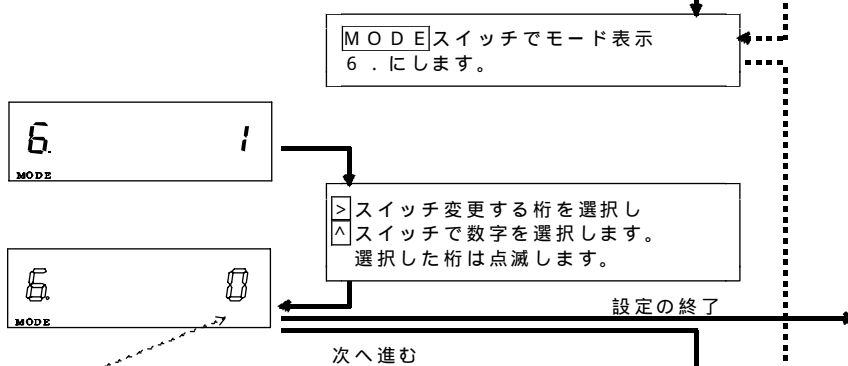 MODEスイッチでモード表示
6.にします。
6. 1
MODE
>スイッチ変更する桁を選択し
^スイッチで数字を選択します。
選択した桁は点滅します。
6. 0
MODE
設定の終了
次へ進む